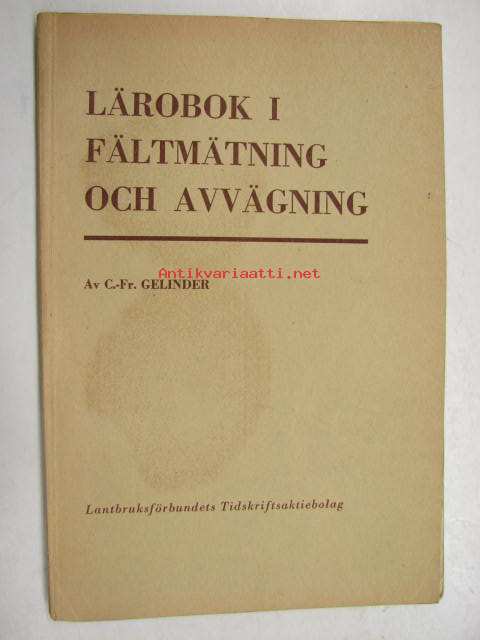 LÄROBOK I
FÄLTMÄTNING
OCH AVVÄGNING
Antikvariaatti.net
Av C.-Fr. GELINDER
Lantbruksförbundets Tidskriftsaktiebolag